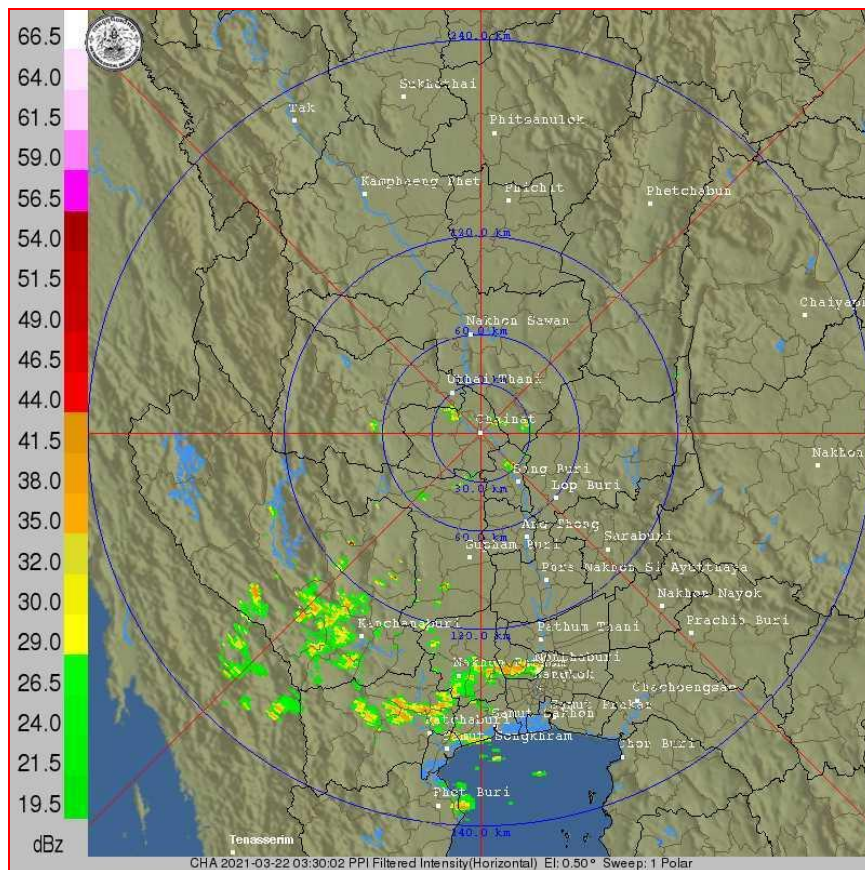 66.5
64.0
61.5
59.0
56.5
54.0
51.5
49.0
46.5
44.0
41.5
38.0
35.0
32.0
30.0
29.0
26.5
24.0
21.5
19.5
dBz
240.0 km
Sukhothai
Tak
Phitsanulok
Kamphaeng Phet
Phichit
Phetchabun
120.0 km
Chaiyaph
Nakhon Sawan
60.0 km
Uthai Thani
Chainat
Nakhon
Sing Buri
30.0 km
Lop Buri
Ang Thong
60.0 km
Suphan Buri
Saraburi
Pora Nakhon Si Ayutthaya
Nakhon Nayok
Prachin Buri
Kanchanaburi
120.0 km
Pathum Thani
Nonthaburi
Nakhon
Bangkok
Chachoengsao
Samut Prakar
Samut Sakhon
Ratchaburi
Samut Songkhram
Chon Buri
Phet Buri
240.0 km
Tenasserim
CHA 2021-03-22 03:30:02 PPI Filtered Intensity(Horizontal) El: 0.50° Sweep: 1 Polar